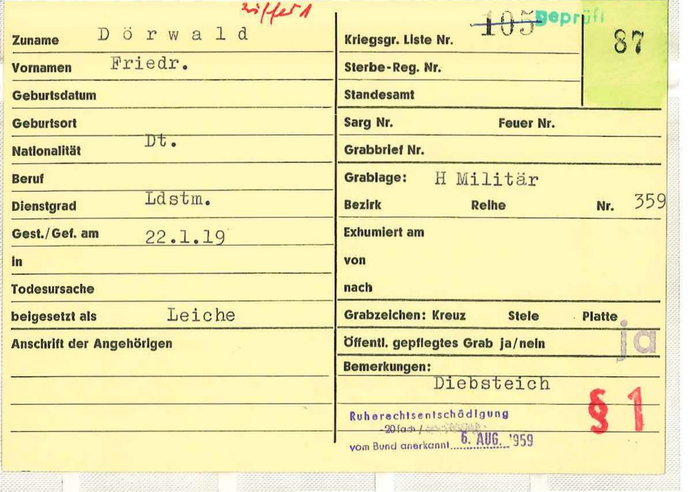 Ziffer 1
Zuname Dörwald
Vornamen Friedr.
Geburtsdatum
Geburtsort
Nationalität Dt.
Beruf
Dienstgrad Ldstm.
Gest./Gef. am 22.1.19
in
Todesursache
beigesetzt als Leiche
Anschrift der Angehörigen
Kriegsgr. Liste Nr. 105 geprüft 87
Sterbe-Reg. Nr.
Standesamt
Sarg Nr. Feuer Nr.
Grabbrief Nr.
Grablage: H Militär
Bezirk Reihe Nr. 359
Exhumiert am
von
nach
Grabzeichen: Kreuz Stele Platte
Öffentl. gepflegtes Grab ja/nein ja
Bemerkungen:
Diebsteich
§ 1
Ruherechtsentschädigung
-20fach/
vom Bund anerkannt 6. AUG. 1959